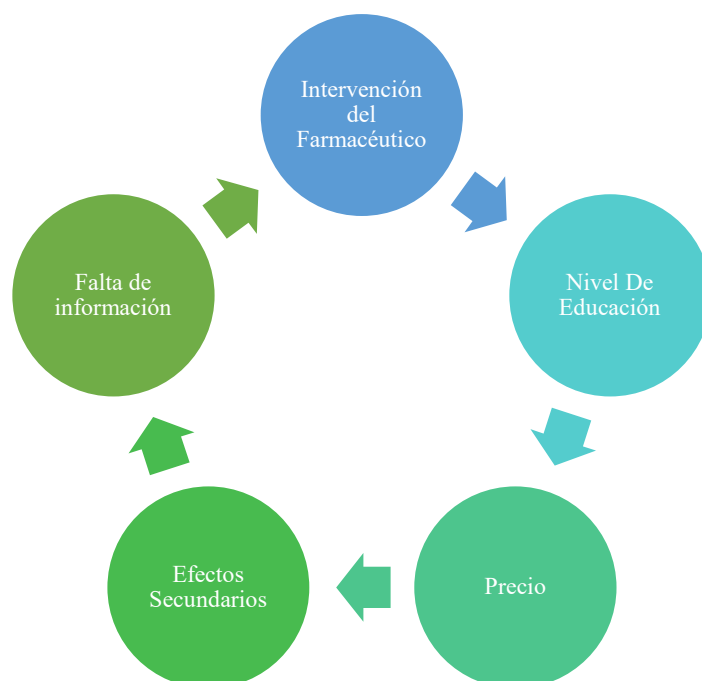 Intervención
del
Farmacéutico
Nivel De
Educación
Precio
Efectos
Secundarios
Falta de
información